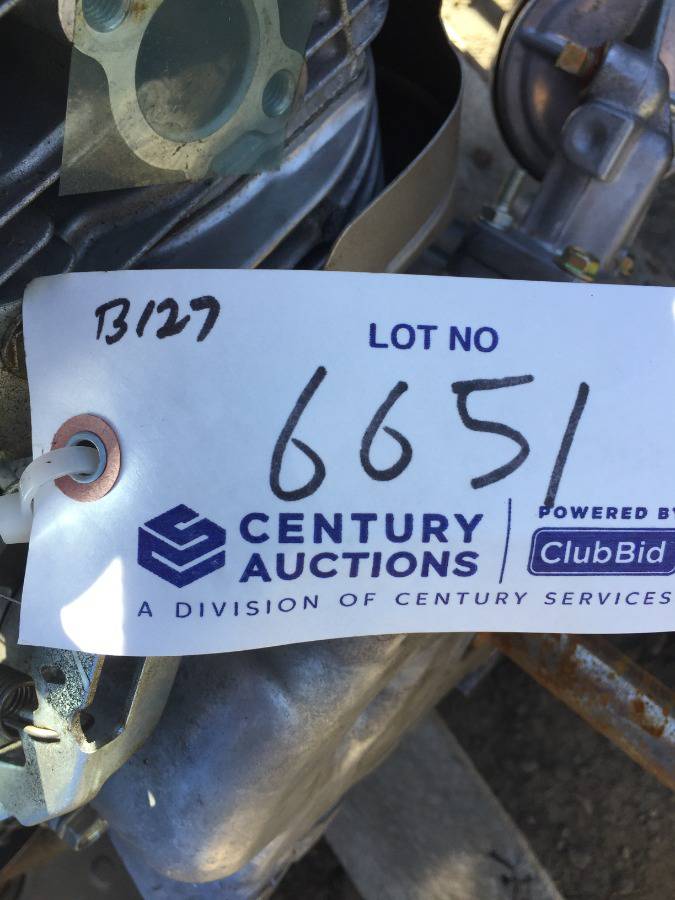 B127
LOT NO
6651
CENTURY
AUCTIONS
POWERED BY
ClubBid
A DIVISION OF CENTURY SERVICES